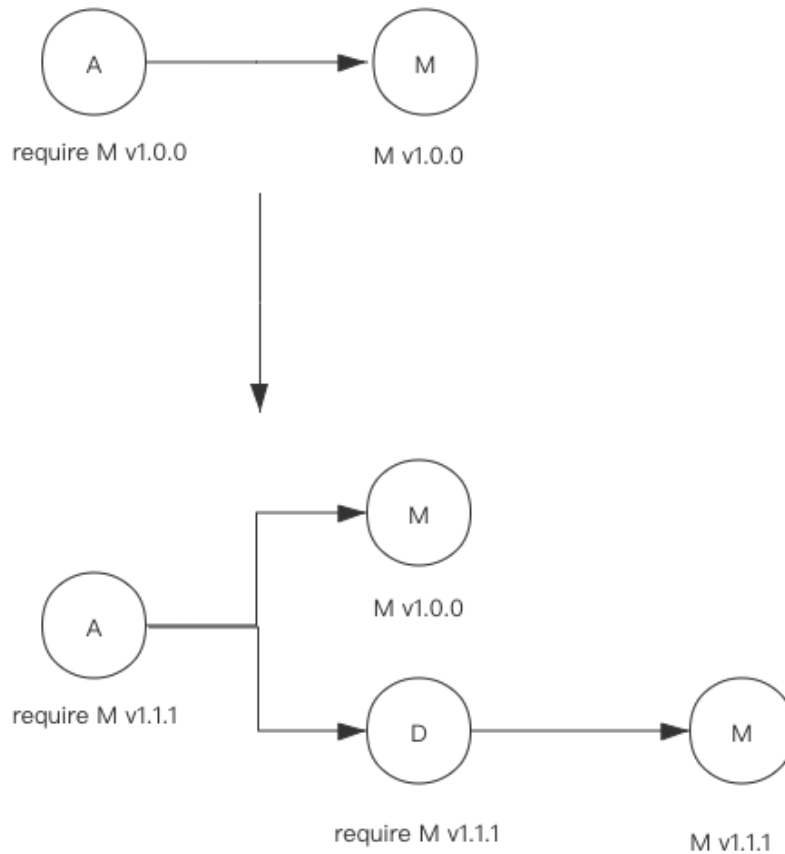 A
M
require M v1.0.0
M v1.0.0
M
M v1.0.0
A
require M v1.1.1
D
M
require M v1.1.1
M v1.1.1